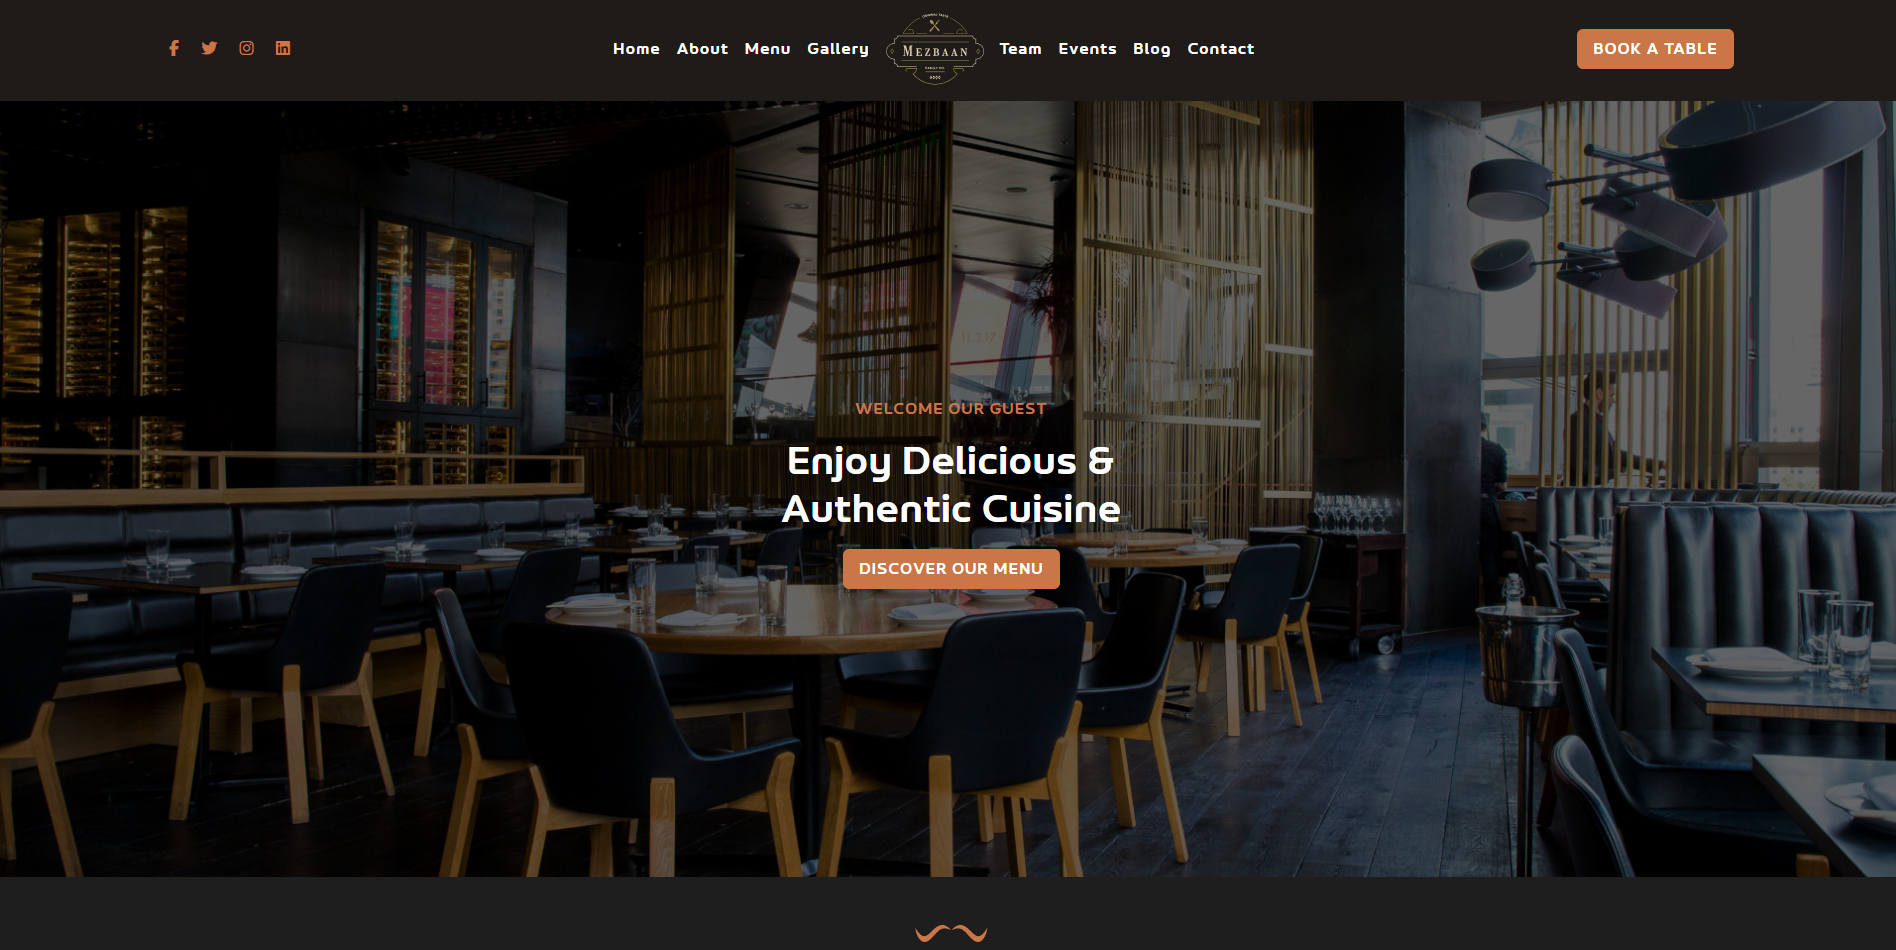 Home About Menu Gallery
MEZBAAN
Team Events Blog Contact
BOOK A TABLE
WELCOME OUR GUEST
Enjoy Delicious &
Authentic Cuisine
DISCOVER OUR MENU